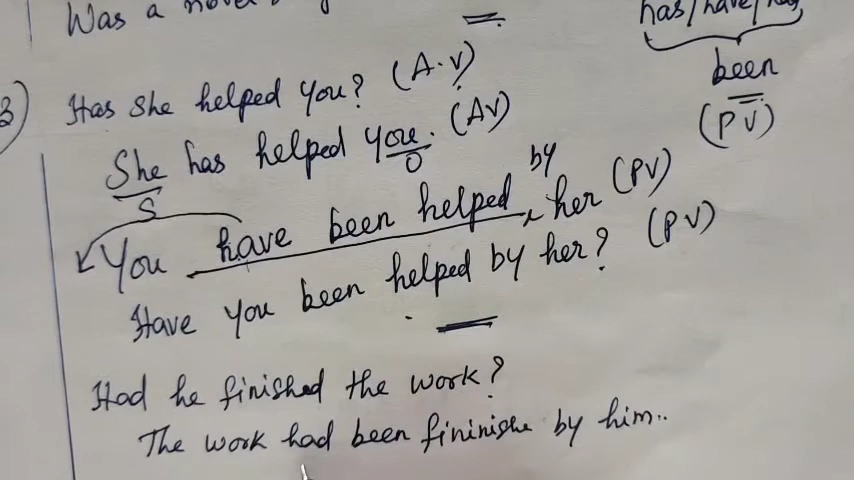 Was a
has/have/had
been
(PV)
3)
Has she helped you? (A.V)
She has helped you. (AV)
S
O
by
You have been helped her (PV)
Have you been helped by her? (PV)
Had he finished the work?
The work had been fininishe by him..